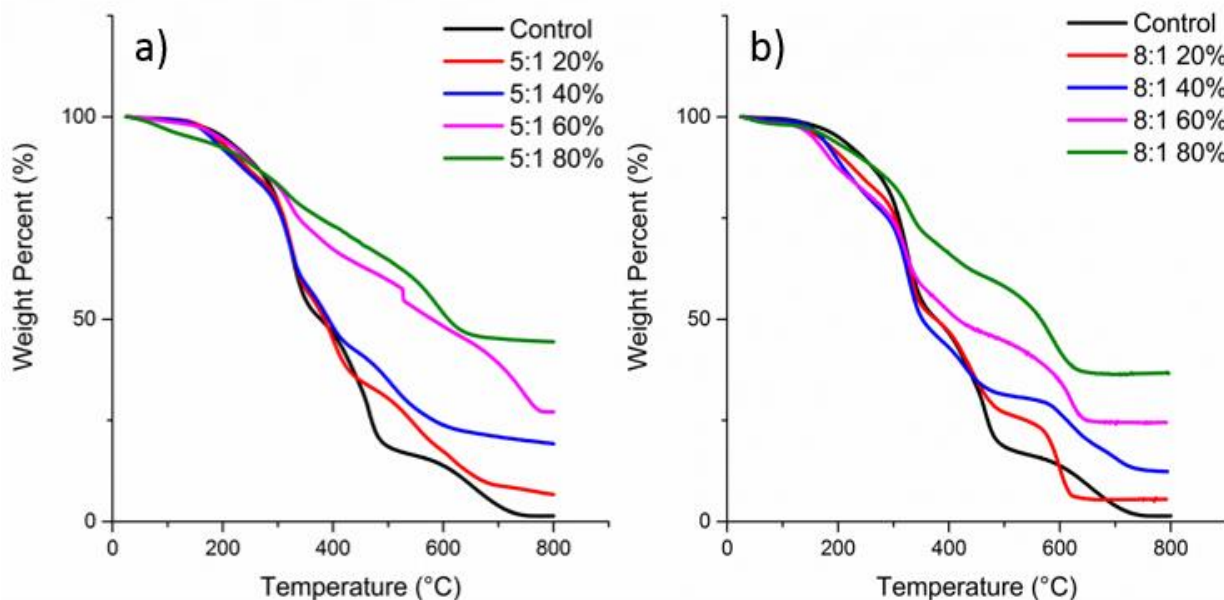 a)
Control
5:1 20%
5:1 40%
5:1 60%
5:1 80%
100
50
0
Weight Percent (%)
0 200 400 600 800
Temperature (°C)
b)
Control
8:1 20%
8:1 40%
8:1 60%
8:1 80%
100
50
0
Weight Percent (%)
0 200 400 600 800
Temperature (°C)